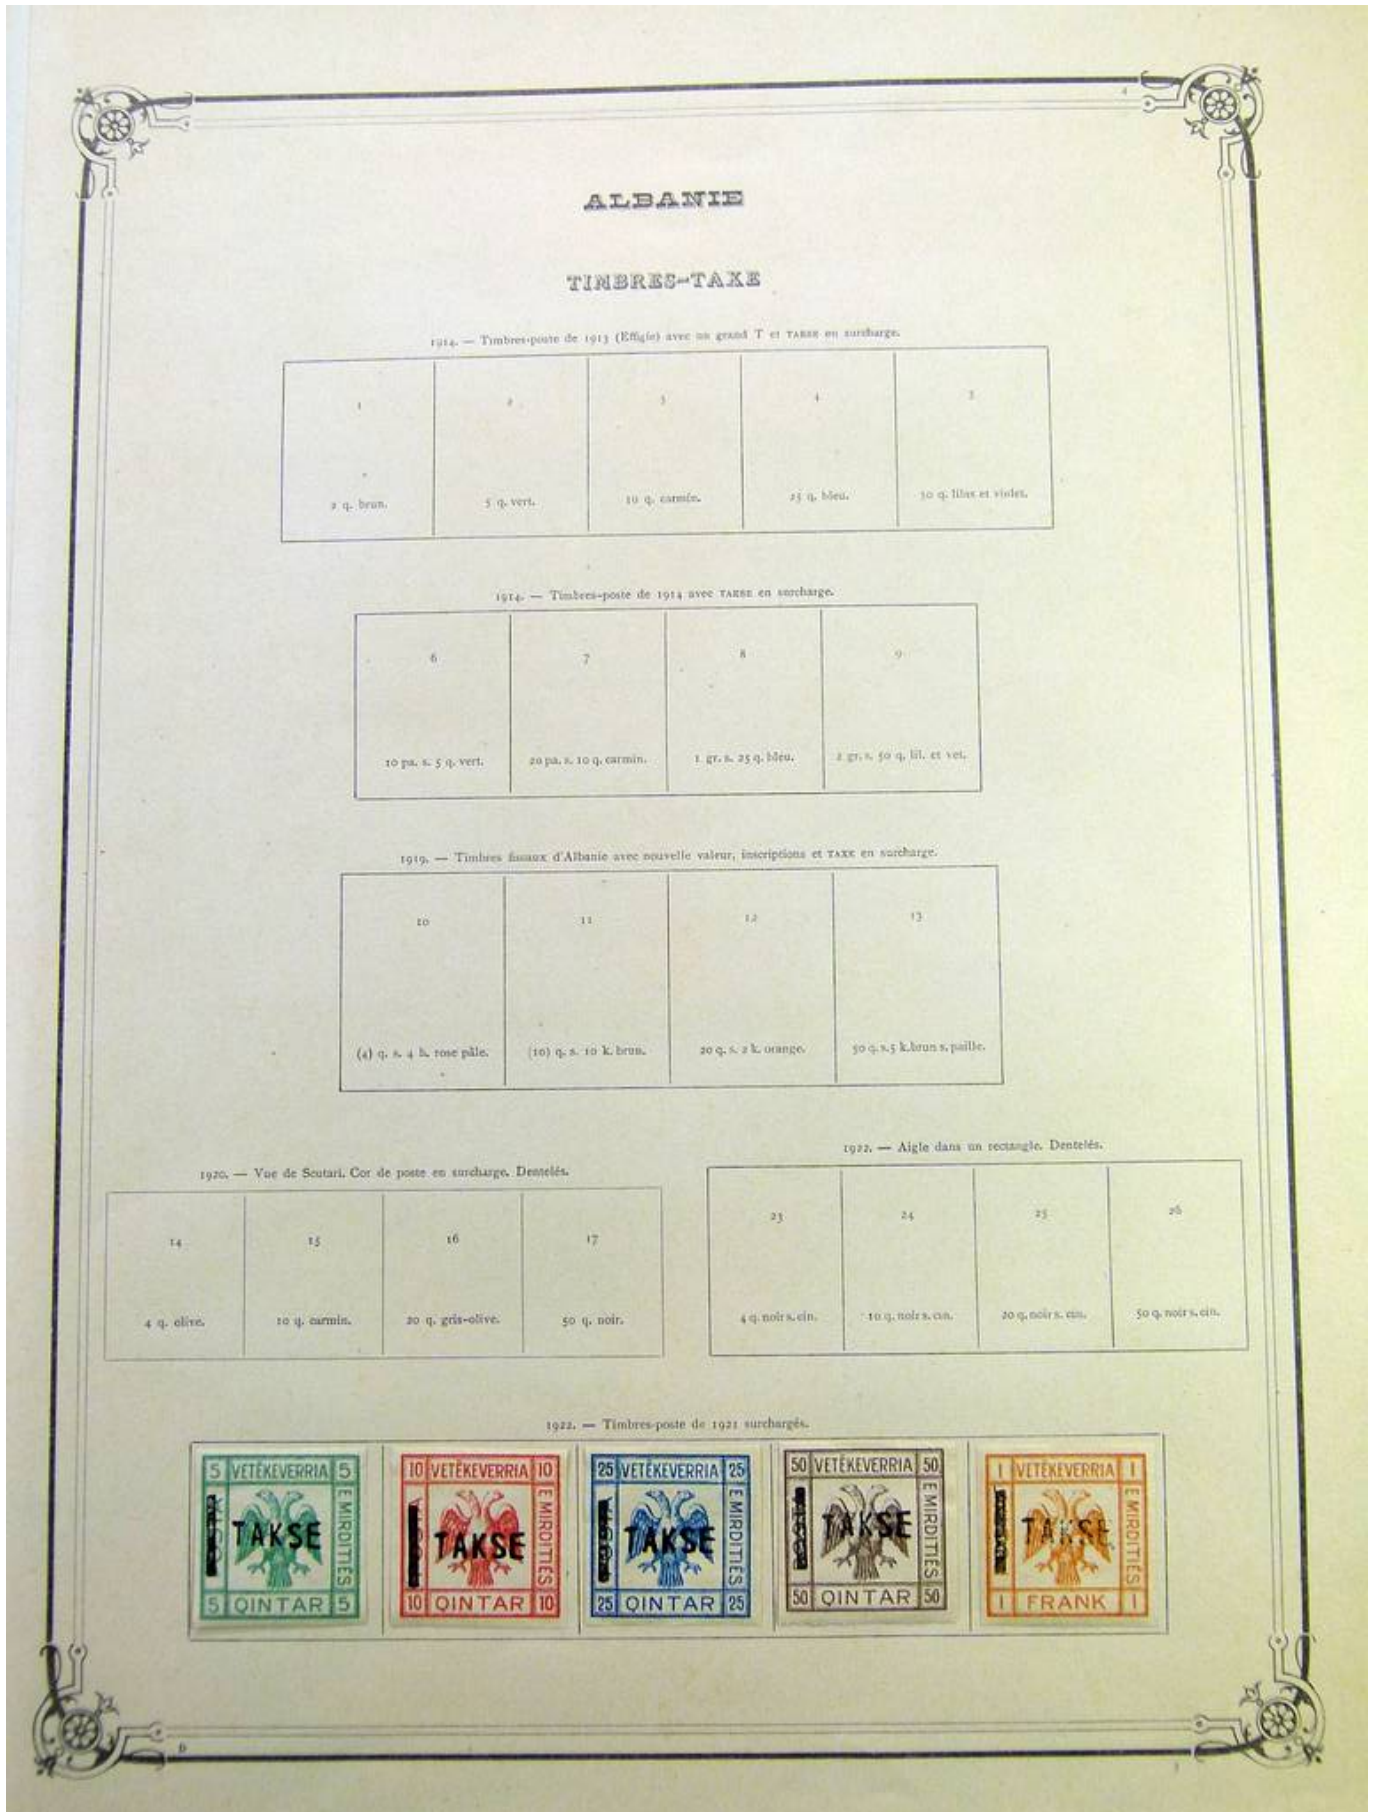 ALBANIE
TIMBRES-TAXE
1914. — Timbres-poste de 1913 (Effigie) avec un grand T et TAKSE en surcharge.
1 2 3 4 5
2 q. brun. 5 q. vert. 10 q. carmin. 25 q. bleu. 50 q. lilas et violet.
1914. — Timbres-poste de 1914 avec TAKSE en surcharge.
6 7 8 9
10 pa. s. 5 q. vert. 20 pa. s. 10 q. carmin. 1 gr. s. 25 q. bleu. 2 gr. s. 50 q. lil. et vet.
1919. — Timbres fiscaux d'Albanie avec nouvelle valeur, inscriptions et TAXE en surcharge.
10 11 12 13
(4) q. s. 4 h. rose pâle. (10) q. s. 10 k. brun. 20 q. s. 2 k. orange. 50 q. s. 5 k. brun s. paille.
1920. — Vue de Scutari. Cor de poste en surcharge. Dentelés.
14 15 16 17
4 q. olive. 10 q. carmin. 20 q. gris-olive. 50 q. noir.
1922. — Aigle dans un rectangle. Dentelés.
23 24 25 26
4 q. noir s. cin. 10 q. noir s. cin. 20 q. noir s. cin. 50 q. noir s. cin.
1922. — Timbres-poste de 1921 surchargés.
5 VETËKEVERRIA 5
E MIRDITIËS
TAKSE
5 QINTAR 5
10 VETËKEVERRIA 10
E MIRDITIËS
TAKSE
10 QINTAR 10
25 VETËKEVERRIA 25
E MIRDITIËS
TAKSE
25 QINTAR 25
50 VETËKEVERRIA 50
E MIRDITIËS
TAKSE
50 QINTAR 50
1 VETËKEVERRIA 1
E MIRDITIËS
TAKSE
1 FRANK 1